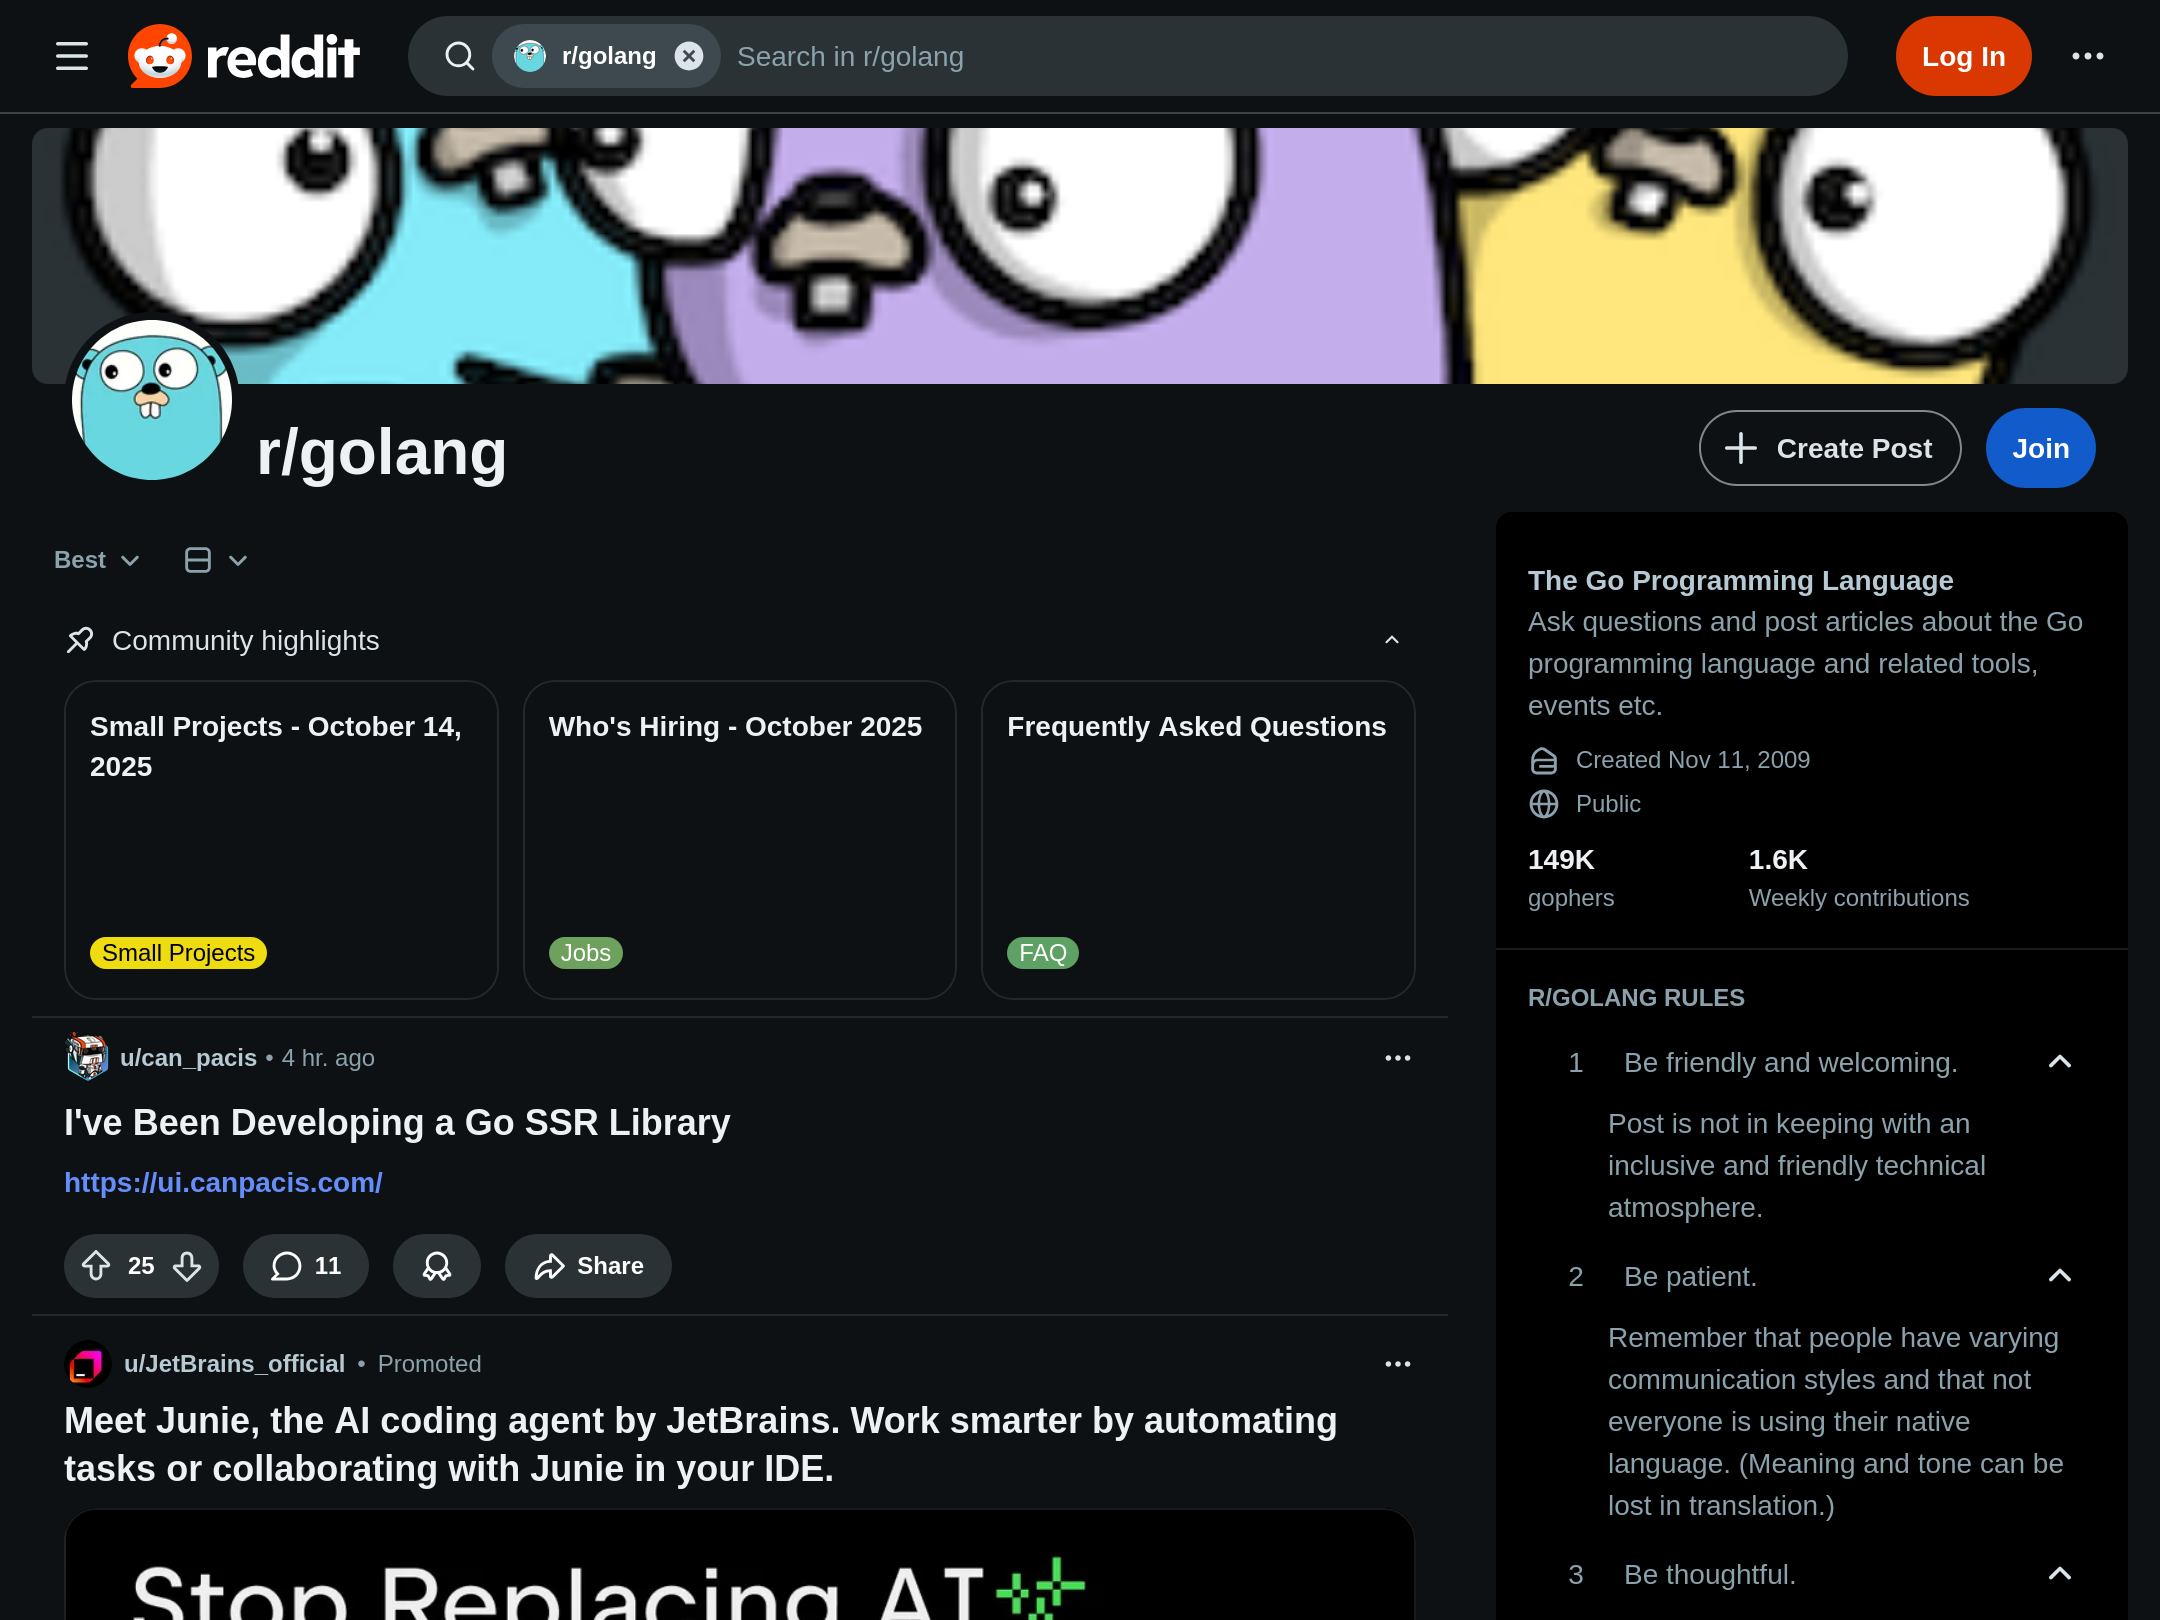 reddit
r/golang
Search in r/golang
Log In
r/golang
Create Post
Join
Best
Community highlights
Small Projects - October 14,
2025
Small Projects
Who's Hiring - October 2025
Jobs
Frequently Asked Questions
FAQ
u/can_pacis • 4 hr. ago
I've Been Developing a Go SSR Library
https://ui.canpacis.com/
25
11
Share
u/JetBrains_official • Promoted
Meet Junie, the AI coding agent by JetBrains. Work smarter by automating
tasks or collaborating with Junie in your IDE.
Stop Replacing AI
The Go Programming Language
Ask questions and post articles about the Go
programming language and related tools,
events etc.
Created Nov 11, 2009
Public
149K
gophers
1.6K
Weekly contributions
R/GOLANG RULES
1 Be friendly and welcoming.
Post is not in keeping with an
inclusive and friendly technical
atmosphere.
2 Be patient.
Remember that people have varying
communication styles and that not
everyone is using their native
language. (Meaning and tone can be
lost in translation.)
3 Be thoughtful.